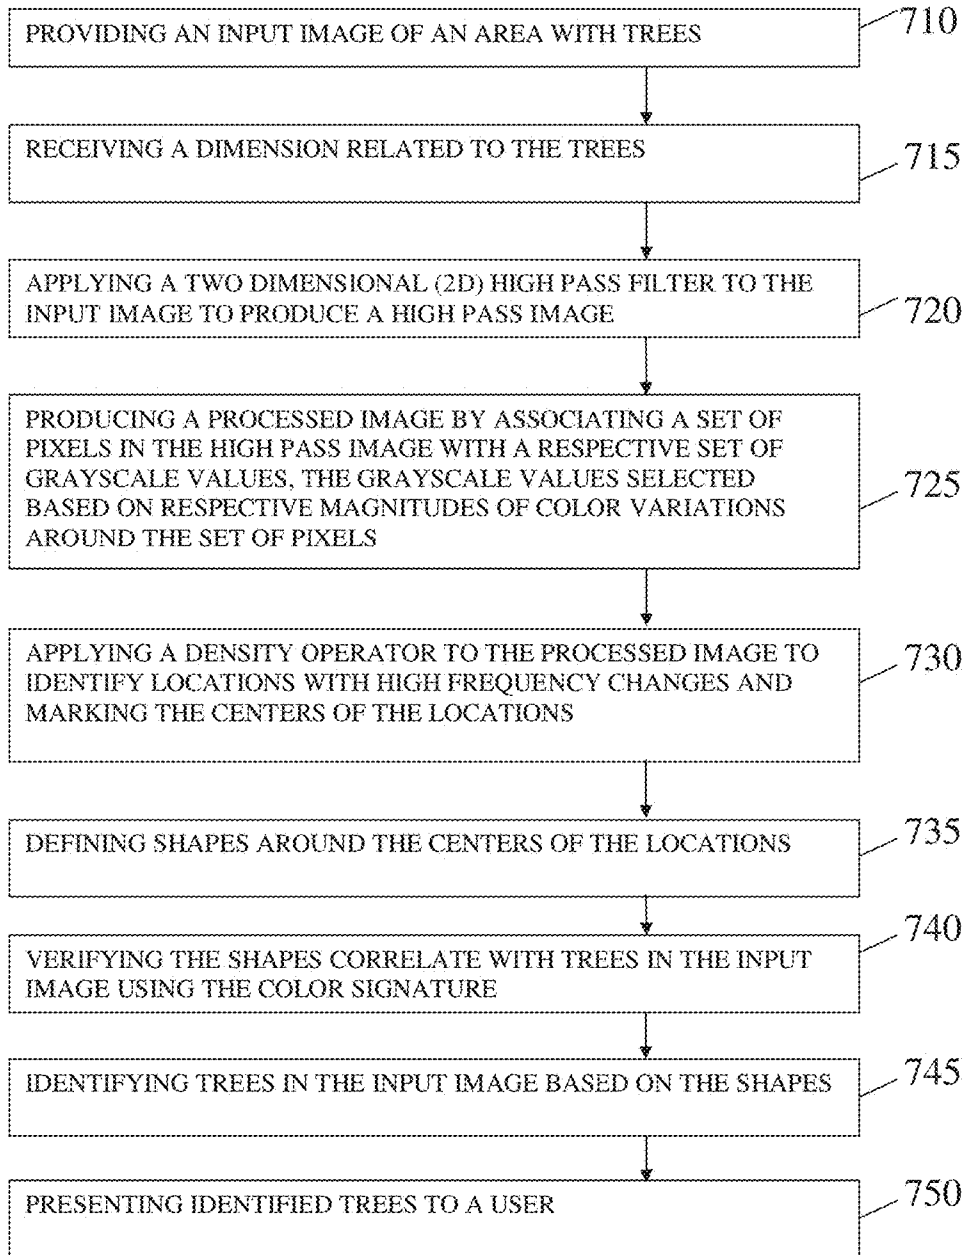 PROVIDING AN INPUT IMAGE OF AN AREA WITH TREES
710
RECEIVING A DIMENSION RELATED TO THE TREES
715
APPLYING A TWO DIMENSIONAL (2D) HIGH PASS FILTER TO THE
INPUT IMAGE TO PRODUCE A HIGH PASS IMAGE
720
PRODUCING A PROCESSED IMAGE BY ASSOCIATING A SET OF
PIXELS IN THE HIGH PASS IMAGE WITH A RESPECTIVE SET OF
GRAYSCALE VALUES, THE GRAYSCALE VALUES SELECTED
BASED ON RESPECTIVE MAGNITUDES OF COLOR VARIATIONS
AROUND THE SET OF PIXELS
725
APPLYING A DENSITY OPERATOR TO THE PROCESSED IMAGE TO
IDENTIFY LOCATIONS WITH HIGH FREQUENCY CHANGES AND
MARKING THE CENTERS OF THE LOCATIONS
730
DEFINING SHAPES AROUND THE CENTERS OF THE LOCATIONS
735
VERIFYING THE SHAPES CORRELATE WITH TREES IN THE INPUT
IMAGE USING THE COLOR SIGNATURE
740
IDENTIFYING TREES IN THE INPUT IMAGE BASED ON THE SHAPES
745
PRESENTING IDENTIFIED TREES TO A USER
750